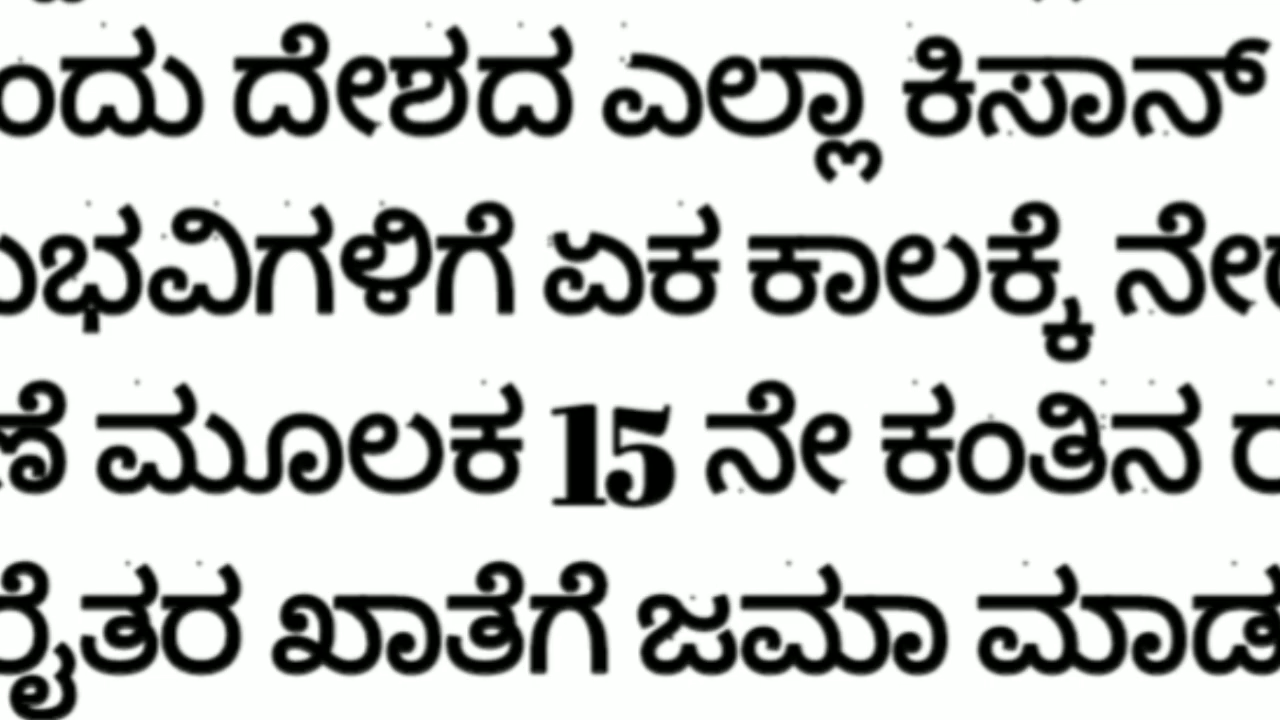 ದೇಶದ ಎಲ್ಲಾ ಕಿಸಾನ್
ಏಕ ಕಾಲಕ್ಕೆ
ಮೂಲಕ 15 ನೇ ಕಂತಿನ
ರೈತರ ಖಾತೆಗೆ ಜಮಾ